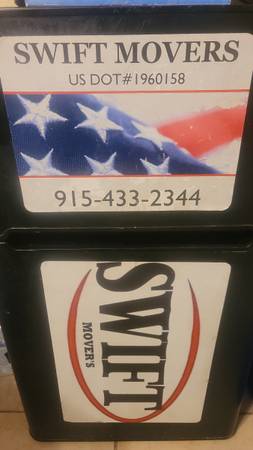 SWIFT MOVERS
US DOT#1960158
915-433-2344
SWIFT
MOVER'S